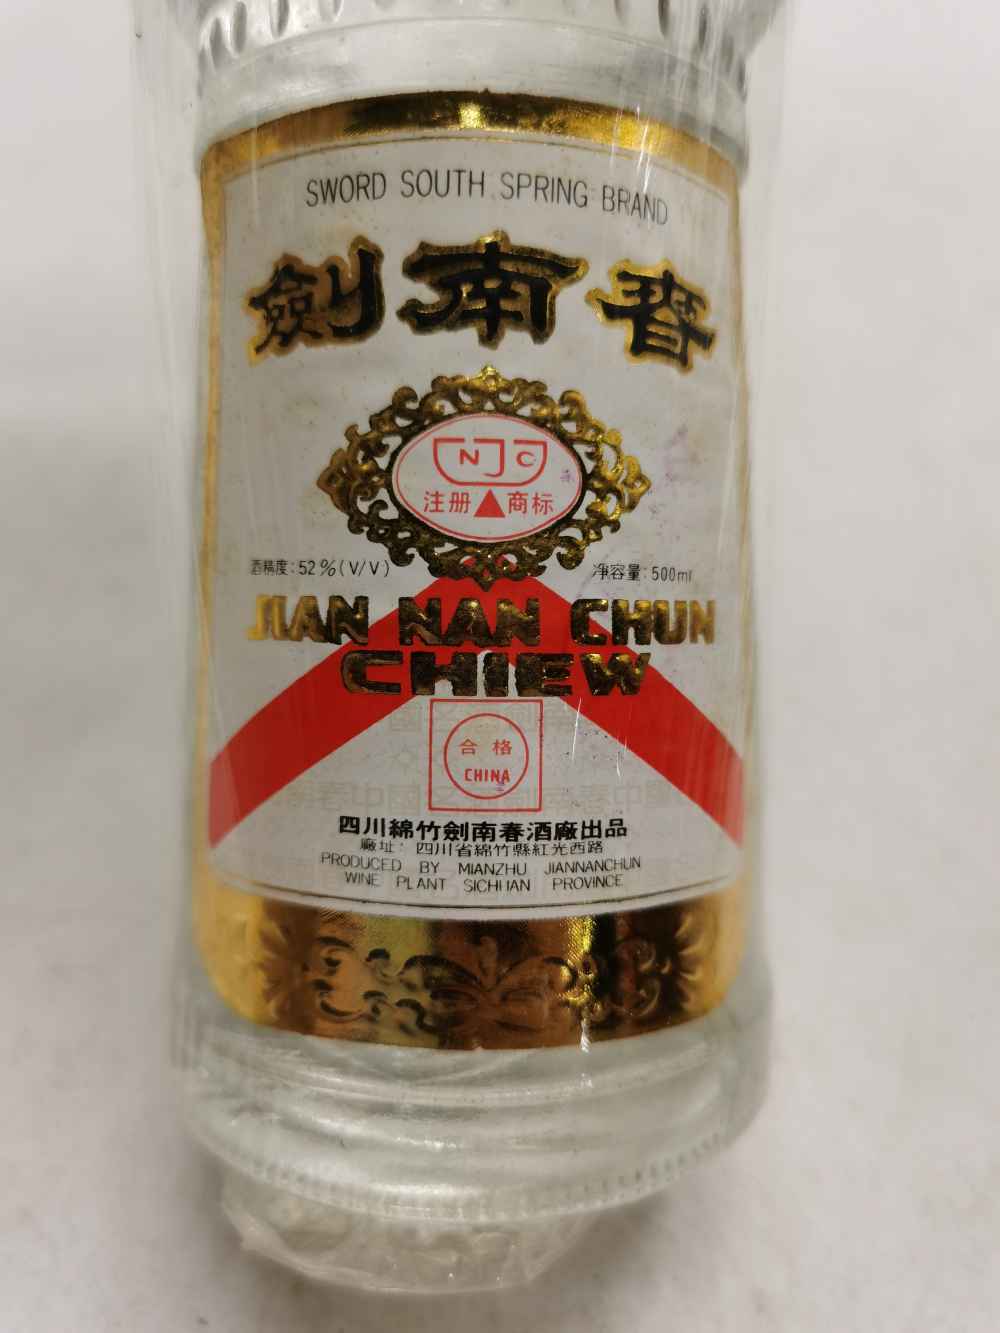 SWORD SOUTH SPRING BRAND
劍南春
NJC
注册 商标
酒精度:52%(V/V) 净容量:500ml
JIAN NAN CHUN
CHIEW
合格
CHINA
四川綿竹劍南春酒廠出品
廠址: 四川省綿竹縣紅光西路
PRODUCED BY MIANZHU JIANNANCHUN
WINE PLANT SICHUAN PROVINCE